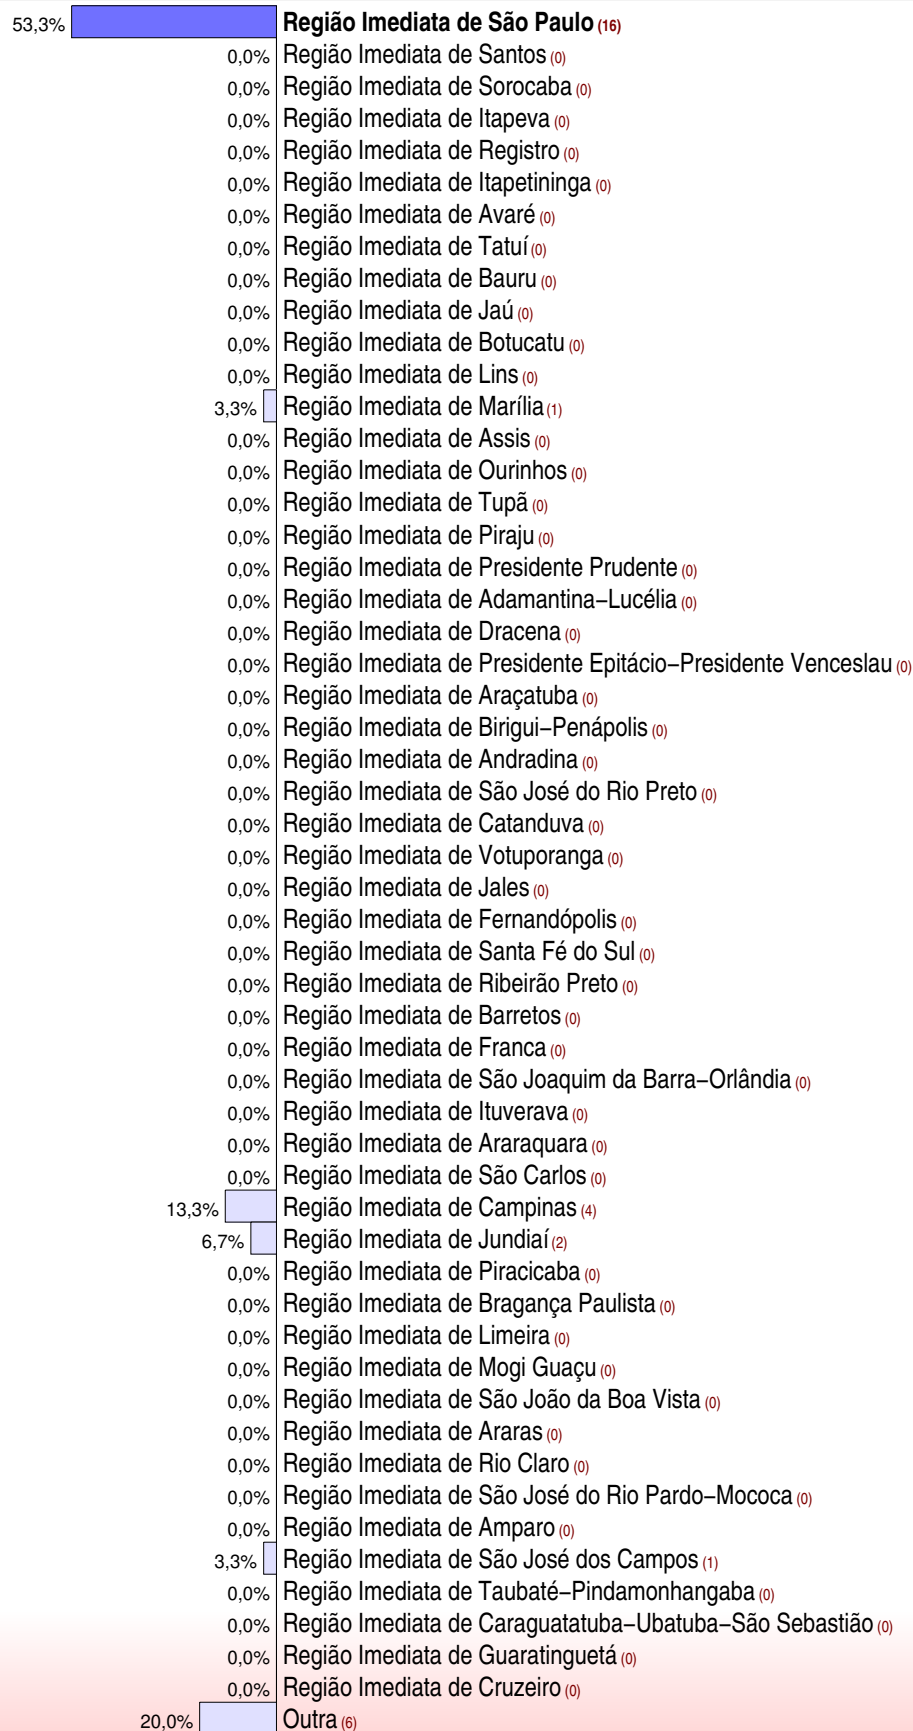 53,3% Região Imediata de São Paulo (16)
0,0% Região Imediata de Santos (0)
0,0% Região Imediata de Sorocaba (0)
0,0% Região Imediata de Itapeva (0)
0,0% Região Imediata de Registro (0)
0,0% Região Imediata de Itapetininga (0)
0,0% Região Imediata de Avaré (0)
0,0% Região Imediata de Tatuí (0)
0,0% Região Imediata de Bauru (0)
0,0% Região Imediata de Jaú (0)
0,0% Região Imediata de Botucatu (0)
0,0% Região Imediata de Lins (0)
3,3% Região Imediata de Marília (1)
0,0% Região Imediata de Assis (0)
0,0% Região Imediata de Ourinhos (0)
0,0% Região Imediata de Tupã (0)
0,0% Região Imediata de Piraju (0)
0,0% Região Imediata de Presidente Prudente (0)
0,0% Região Imediata de Adamantina−Lucélia (0)
0,0% Região Imediata de Dracena (0)
0,0% Região Imediata de Presidente Epitácio−Presidente Venceslau (0)
0,0% Região Imediata de Araçatuba (0)
0,0% Região Imediata de Birigui−Penápolis (0)
0,0% Região Imediata de Andradina (0)
0,0% Região Imediata de São José do Rio Preto (0)
0,0% Região Imediata de Catanduva (0)
0,0% Região Imediata de Votuporanga (0)
0,0% Região Imediata de Jales (0)
0,0% Região Imediata de Fernandópolis (0)
0,0% Região Imediata de Santa Fé do Sul (0)
0,0% Região Imediata de Ribeirão Preto (0)
0,0% Região Imediata de Barretos (0)
0,0% Região Imediata de Franca (0)
0,0% Região Imediata de São Joaquim da Barra−Orlândia (0)
0,0% Região Imediata de Ituverava (0)
0,0% Região Imediata de Araraquara (0)
0,0% Região Imediata de São Carlos (0)
13,3% Região Imediata de Campinas (4)
6,7% Região Imediata de Jundiaí (2)
0,0% Região Imediata de Piracicaba (0)
0,0% Região Imediata de Bragança Paulista (0)
0,0% Região Imediata de Limeira (0)
0,0% Região Imediata de Mogi Guaçu (0)
0,0% Região Imediata de São João da Boa Vista (0)
0,0% Região Imediata de Araras (0)
0,0% Região Imediata de Rio Claro (0)
0,0% Região Imediata de São José do Rio Pardo−Mococa (0)
0,0% Região Imediata de Amparo (0)
3,3% Região Imediata de São José dos Campos (1)
0,0% Região Imediata de Taubaté−Pindamonhangaba (0)
0,0% Região Imediata de Caraguatatuba−Ubatuba−São Sebastião (0)
0,0% Região Imediata de Guaratinguetá (0)
0,0% Região Imediata de Cruzeiro (0)
20,0% Outra (6)